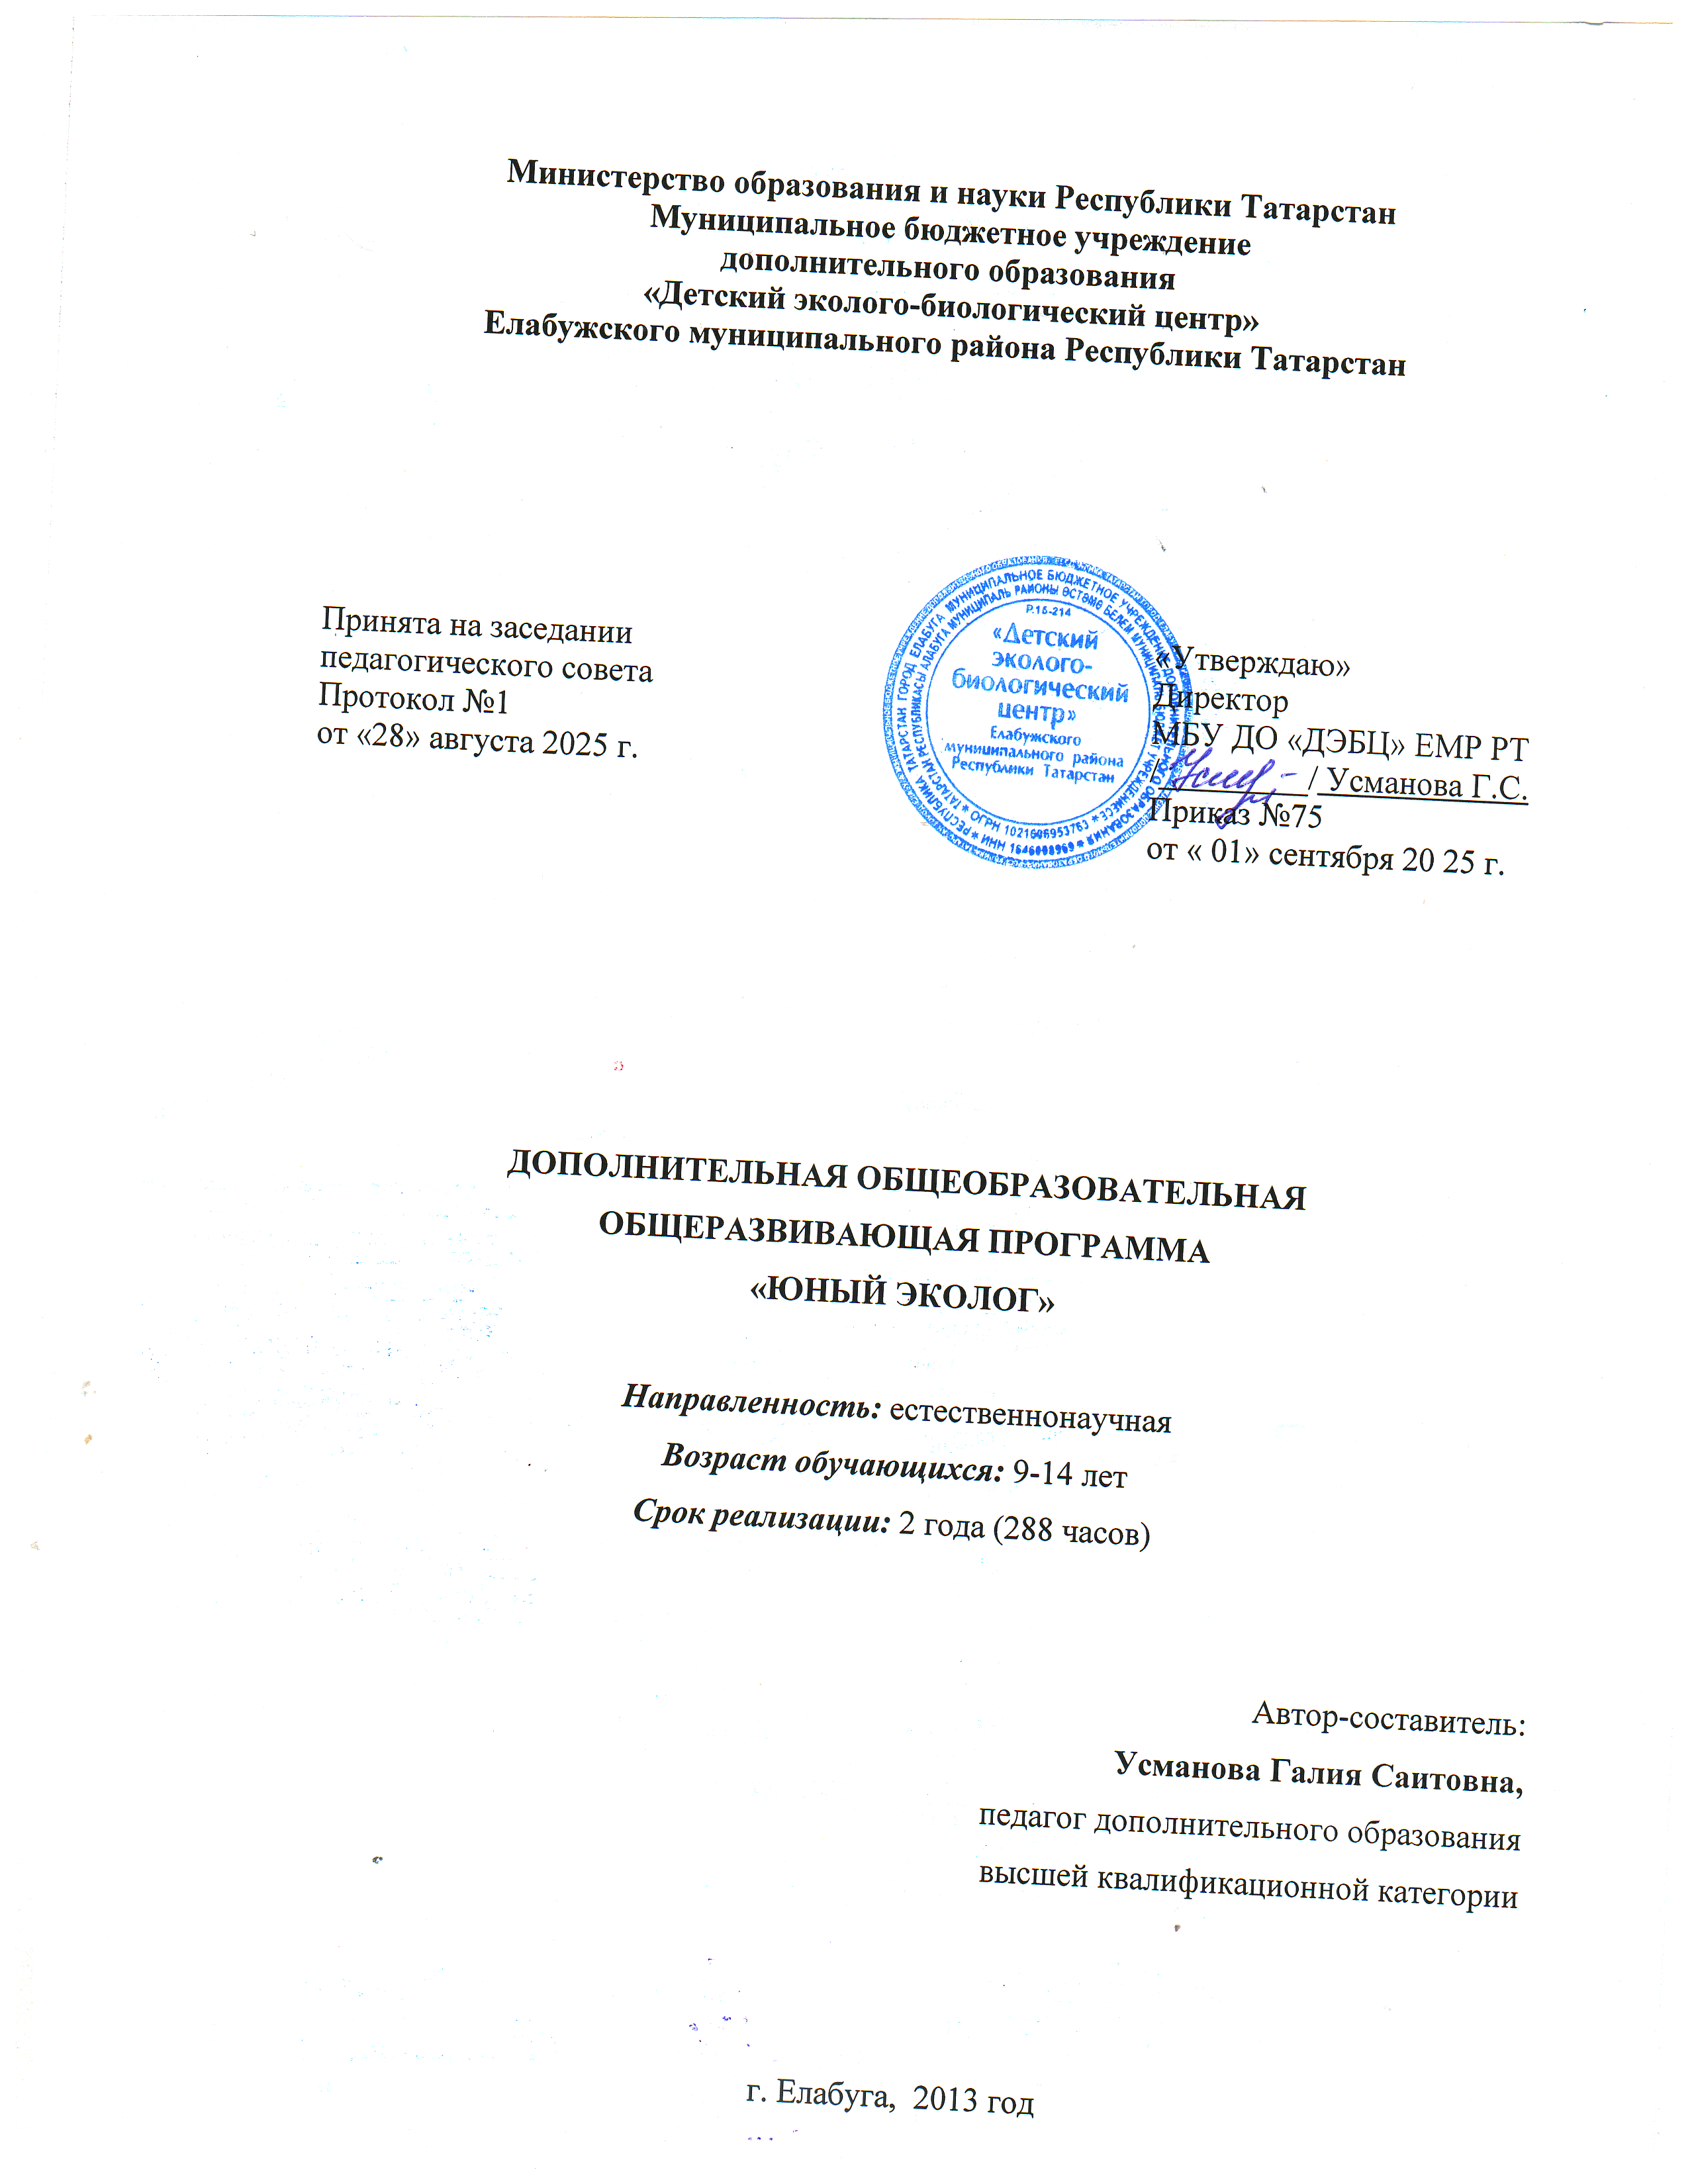 Министерство образования и науки Республики Татарстан
Муниципальное бюджетное учреждение
дополнительного образования
«Детский эколого-биологический центр»
Елабужского муниципального района Республики Татарстан
Принята на заседании
педагогического совета
Протокол №1
от «28» августа 2025 г.
«Детский
эколого-
биологический
центр»
Елабужского
муниципального района
Республики Татарстан
«Утверждаю»
Директор
МБУ ДО «ДЭБЦ» ЕМР РТ
/ / Усманова Г.С.
Приказ №75
от « 01» сентября 20 25 г.
ДОПОЛНИТЕЛЬНАЯ ОБЩЕОБРАЗОВАТЕЛЬНАЯ
ОБЩЕРАЗВИВАЮЩАЯ ПРОГРАММА
«ЮНЫЙ ЭКОЛОГ»
Направленность: естественнонаучная
Возраст обучающихся: 9-14 лет
Срок реализации: 2 года (288 часов)
Автор-составитель:
Усманова Галия Саитовна,
педагог дополнительного образования
высшей квалификационной категории
г. Елабуга, 2013 год